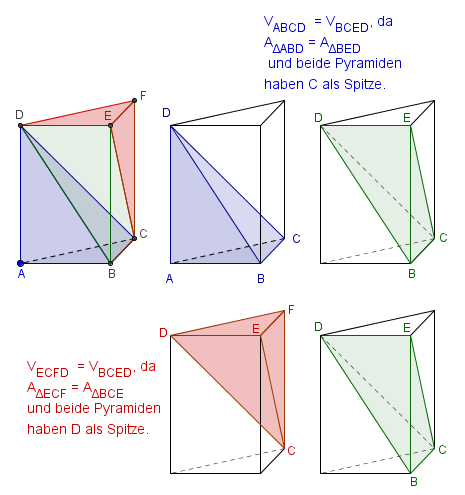 V_ABCD = V_BCED, da
A_ΔABD = A_ΔBED
und beide Pyramiden
haben C als Spitze.
D E F
A B C
D
A B C
D E
B C
V_ECFD = V_BCED, da
A_ΔECF = A_ΔBCE
und beide Pyramiden
haben D als Spitze.
D E F
C
D E
B C